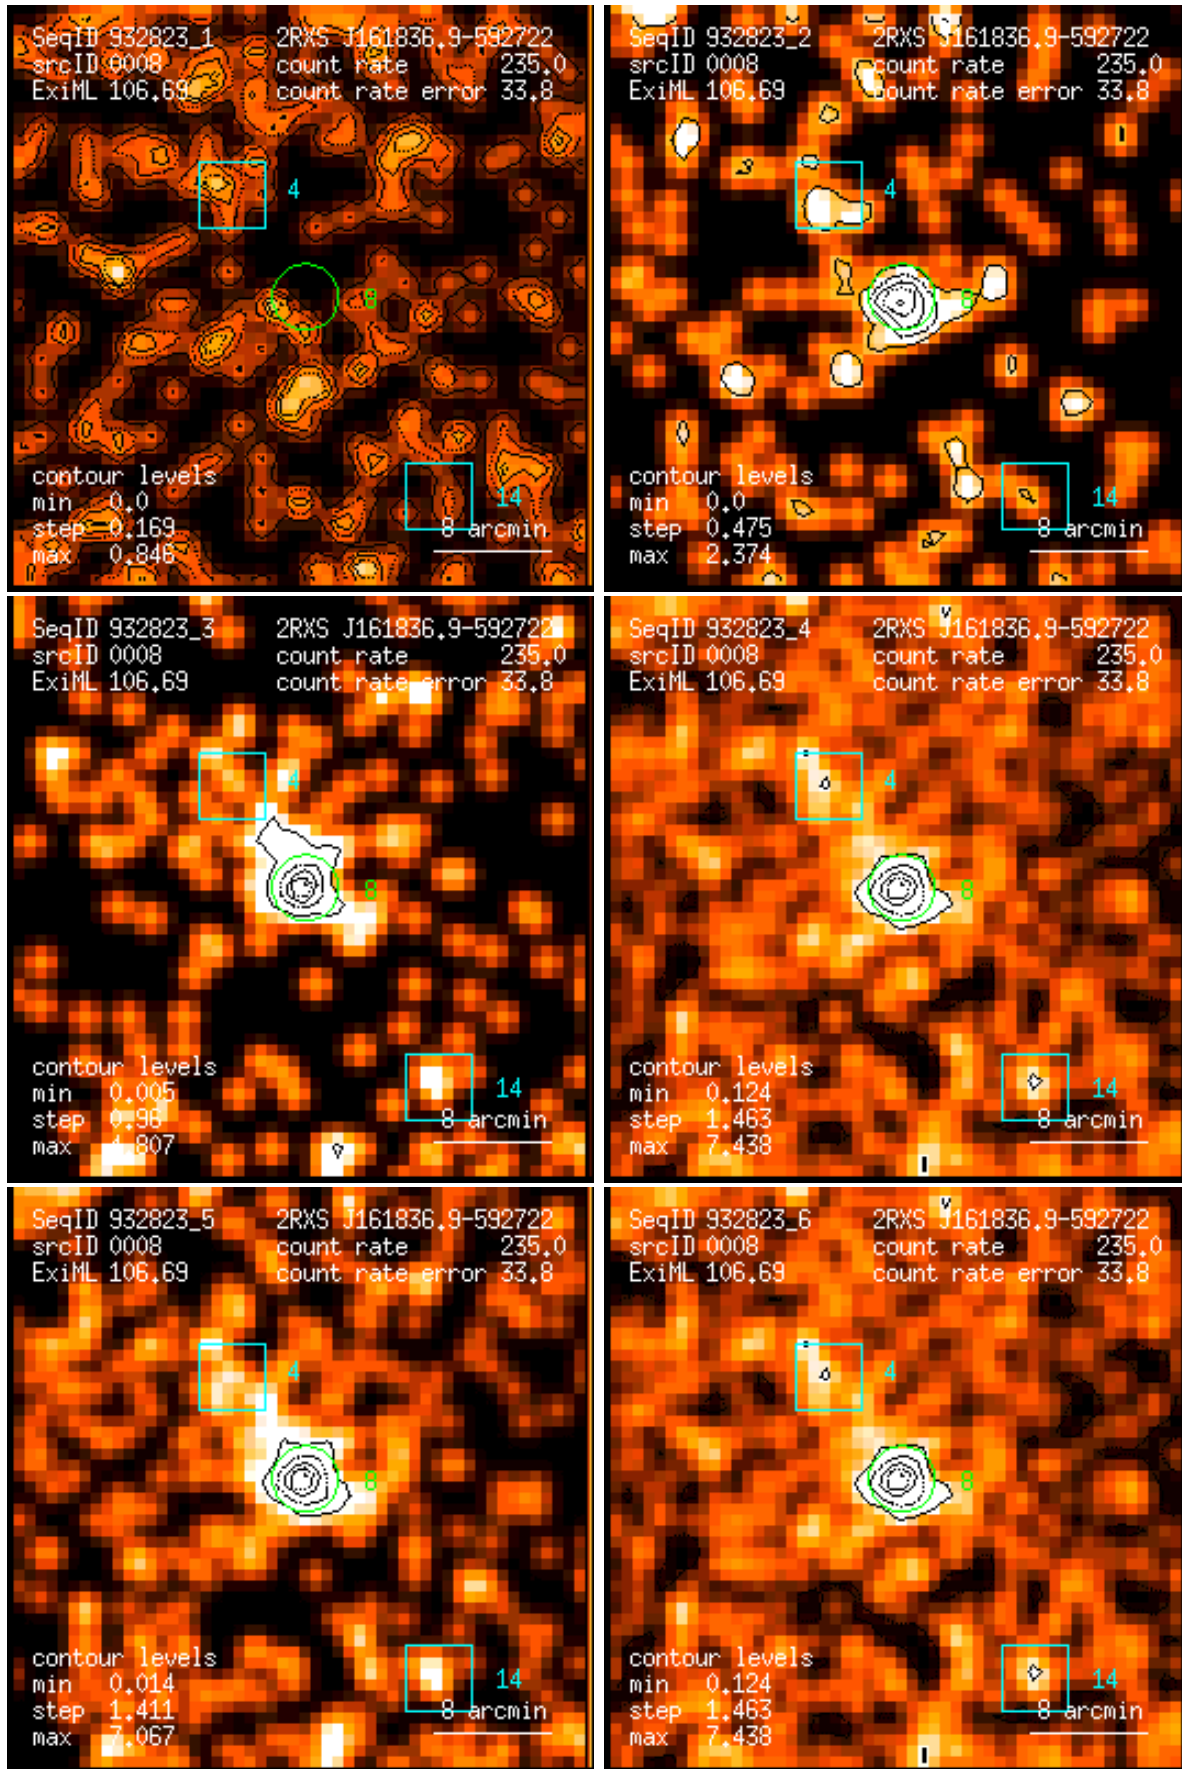 SeqID 932823_1 2RXS J161836.9-592722
srcID 0008 count rate 235.0
ExiML 106.69 count rate error 33.8
4
8
contour levels
min 0.0 14
step 0.169 8 arcmin
max 0.846
SeqID 932823_2 2RXS J161836.9-592722
srcID 0008 count rate 235.0
ExiML 106.69 count rate error 33.8
4
8
contour levels
min 0.0 14
step 0.475 8 arcmin
max 2.374
SeqID 932823_3 2RXS J161836.9-592722
srcID 0008 count rate 235.0
ExiML 106.69 count rate error 33.8
4
8
contour levels
min 0.005 14
step 0.96 8 arcmin
max 4.807
SeqID 932823_4 2RXS J161836.9-592722
srcID 0008 count rate 235.0
ExiML 106.69 count rate error 33.8
4
8
contour levels
min 0.124 14
step 1.463 8 arcmin
max 7.438
SeqID 932823_5 2RXS J161836.9-592722
srcID 0008 count rate 235.0
ExiML 106.69 count rate error 33.8
4
8
contour levels
min 0.014 14
step 1.411 8 arcmin
max 7.067
SeqID 932823_6 2RXS J161836.9-592722
srcID 0008 count rate 235.0
ExiML 106.69 count rate error 33.8
4
8
contour levels
min 0.124 14
step 1.463 8 arcmin
max 7.438